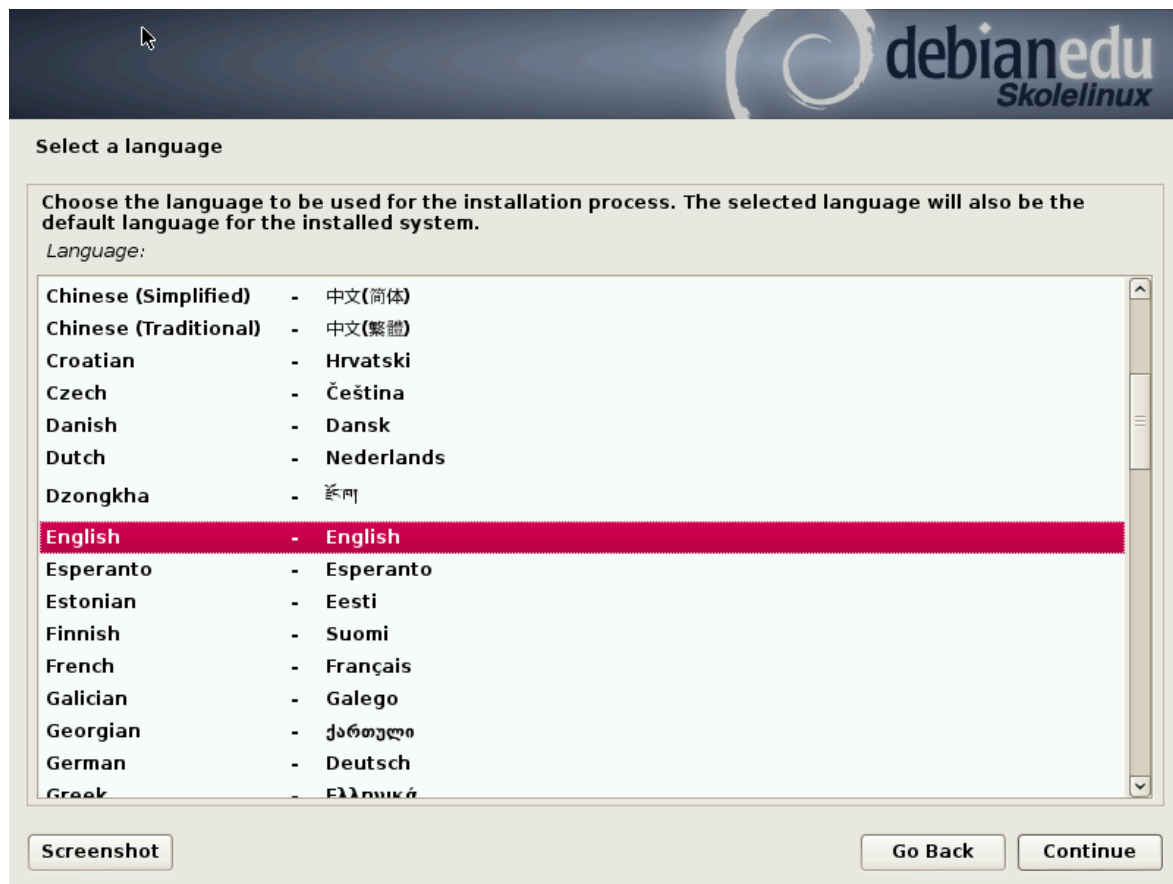 debianedu
Skolelinux
Select a language
Choose the language to be used for the installation process. The selected language will also be the
default language for the installed system.
Language:
Chinese (Simplified) - 中文(简体)
Chinese (Traditional) - 中文(繁體)
Croatian - Hrvatski
Czech - Čeština
Danish - Dansk
Dutch - Nederlands
Dzongkha - རྫོང་ཁ།
English - English
Esperanto - Esperanto
Estonian - Eesti
Finnish - Suomi
French - Français
Galician - Galego
Georgian - ქართული
German - Deutsch
Greek - Ελληνικά
Screenshot Go Back Continue